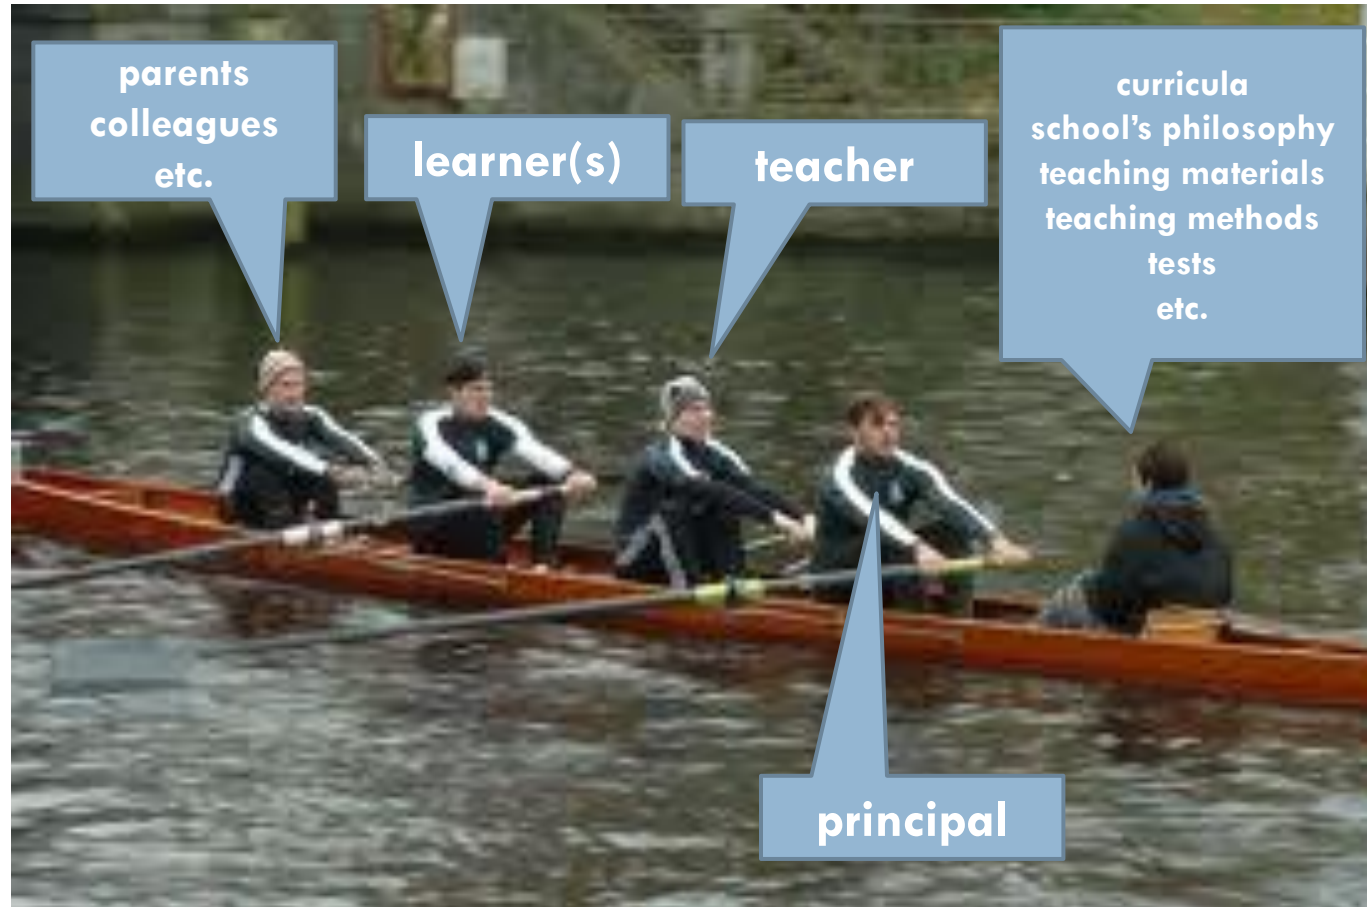 parents
colleagues
etc.
learner(s)
teacher
curricula
school's philosophy
teaching materials
teaching methods
tests
etc.
principal